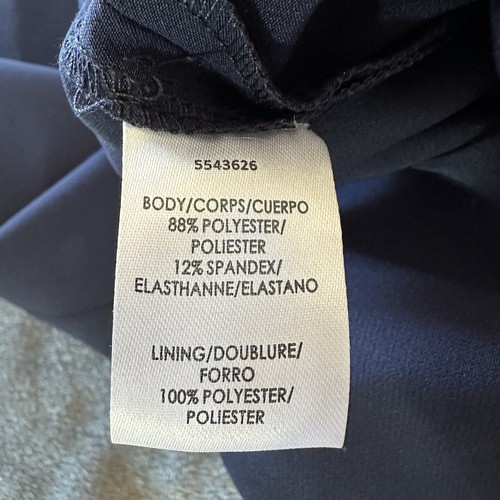 5543626
BODY/CORPS/CUERPO
88% POLYESTER/
POLIESTER
12% SPANDEX/
ELASTHANNE/ELASTANO
LINING/DOUBLURE/
FORRO
100% POLYESTER/
POLIESTER